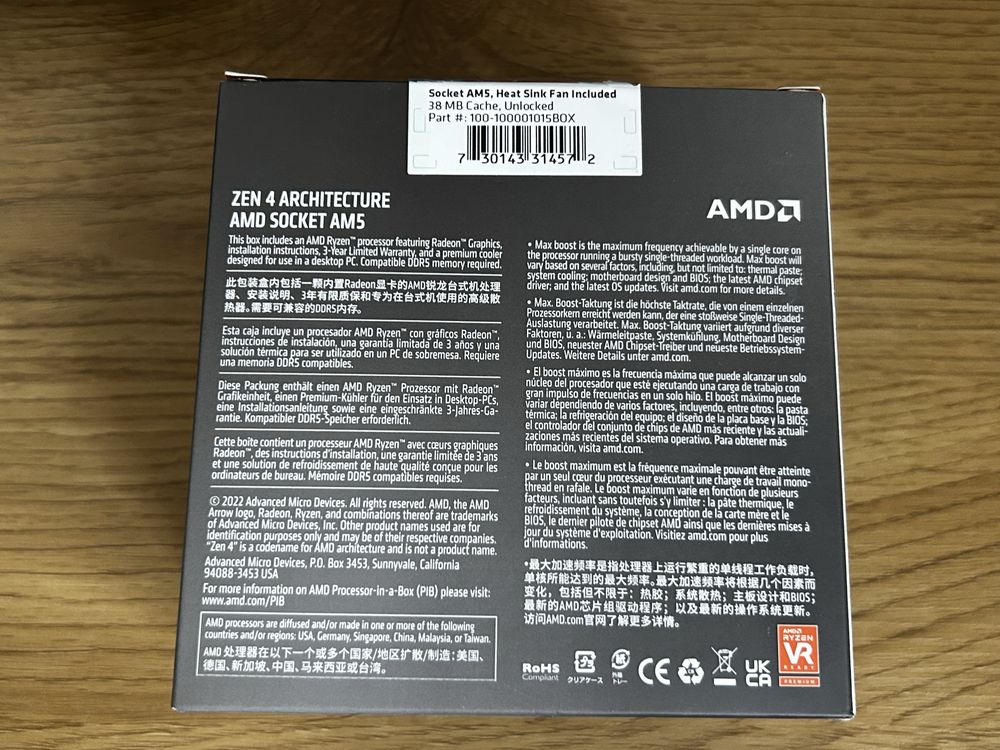 Socket AM5, Heat Sink Fan Included
38 MB Cache, Unlocked
Part #: 100-100001015BOX
7 30143 31457 2
ZEN 4 ARCHITECTURE
AMD SOCKET AM5
This box includes an AMD Ryzen™ processor featuring Radeon™ Graphics,
installation instructions, 3-Year Limited Warranty, and a premium cooler
designed for use in a desktop PC. Compatible DDR5 memory required.
此包装盒内包括一颗内置Radeon显卡的AMD锐龙台式机处理
器、安装说明、3年有限质保和专为在台式机使用的高级散
热器。需要可兼容的DDR5内存。
Esta caja incluye un procesador AMD Ryzen™ con gráficos Radeon™,
instrucciones de instalación, una garantía limitada de 3 años y una
solución térmica para ser utilizado en un PC de sobremesa. Requiere
una memoria DDR5 compatibles.
Diese Packung enthält einen AMD Ryzen™ Prozessor mit Radeon™
Grafikeinheit, einen Premium-Kühler für den Einsatz in Desktop-PCs,
eine Installationsanleitung sowie eine eingeschränkte 3-Jahres-Ga-
rantie. Kompatibler DDR5-Speicher erforderlich.
Cette boîte contient un processeur AMD Ryzen™ avec cœurs graphiques
Radeon™, des instructions d'installation, une garantie limitée de 3 ans
et une solution de refroidissement de haute qualité conçue pour les
ordinateurs de bureau. Mémoire DDR5 compatibles requises.
© 2022 Advanced Micro Devices. All rights reserved. AMD, the AMD
Arrow logo, Radeon, Ryzen, and combinations thereof are trademarks
of Advanced Micro Devices, Inc. Other product names used are for
identification purposes only and may be of their respective companies.
“Zen 4” is a codename for AMD architecture and is not a product name.
Advanced Micro Devices, P.O. Box 3453, Sunnyvale, California
94088-3453 USA
For more information on AMD Processor-in-a-Box (PIB) please visit:
www.amd.com/PIB
AMD processors are diffused and/or made in one or more of the following
countries and/or regions: USA, Germany, Singapore, China, Malaysia, or Taiwan.
AMD 处理器在以下一个或多个国家/地区扩散/制造：美国、
德国、新加坡、中国、马来西亚或台湾。
AMD
• Max boost is the maximum frequency achievable by a single core on
the processor running a bursty single-threaded workload. Max boost will
vary based on several factors, including, but not limited to: thermal paste;
system cooling; motherboard design and BIOS; the latest AMD chipset
driver; and the latest OS updates. Visit amd.com for more details.
• Max. Boost-Taktung ist die höchste Taktrate, die von einem einzelnen
Prozessorkern erreicht werden kann, der eine stoßweise Single-Threaded-
Auslastung verarbeitet. Max. Boost-Taktung variiert aufgrund diverser
Faktoren, u. a.: Wärmeleitpaste, Systemkühlung, Motherboard Design
und BIOS, neuester AMD Chipset-Treiber und neueste Betriebssystem-
Updates. Weitere Details unter amd.com.
• El boost máximo es la frecuencia máxima que puede alcanzar un solo
núcleo del procesador que esté ejecutando una carga de trabajo con
gran impulso de frecuencias en un solo hilo. El boost máximo puede
variar dependiendo de varios factores, incluyendo, entre otros: la pasta
térmica; la refrigeración del equipo; el diseño de la placa base y la BIOS;
el controlador del conjunto de chips de AMD más reciente y las actuali-
zaciones más recientes del sistema operativo. Para obtener más
información, visita amd.com.
• Le boost maximum est la fréquence maximale pouvant être atteinte
par un seul cœur du processeur exécutant une charge de travail mono-
thread en rafale. Le boost maximum varie en fonction de plusieurs
facteurs, incluant sans toutefois s'y limiter : la pâte thermique, le
refroidissement du système, la conception de la carte mère et le
BIOS, le dernier pilote de chipset AMD ainsi que les dernières mises à
jour du système d'exploitation. Visitiez amd.com pour plus
d'informations.
•最大加速频率是指处理器上运行繁重的单线程工作负载时,
单核所能达到的最大频率。最大加速频率将根据几个因素而
变化，包括但不限于：热胶；系统散热；主板设计和BIOS；
最新的AMD芯片组驱动程序；以及最新的操作系统更新。
访问AMD.com官网了解更多详情。
RoHS
Compliant
クリアケース
紙
外箱
トレー
CE
UK
CA
AMD
RYZEN
VR
READY
PREMIUM